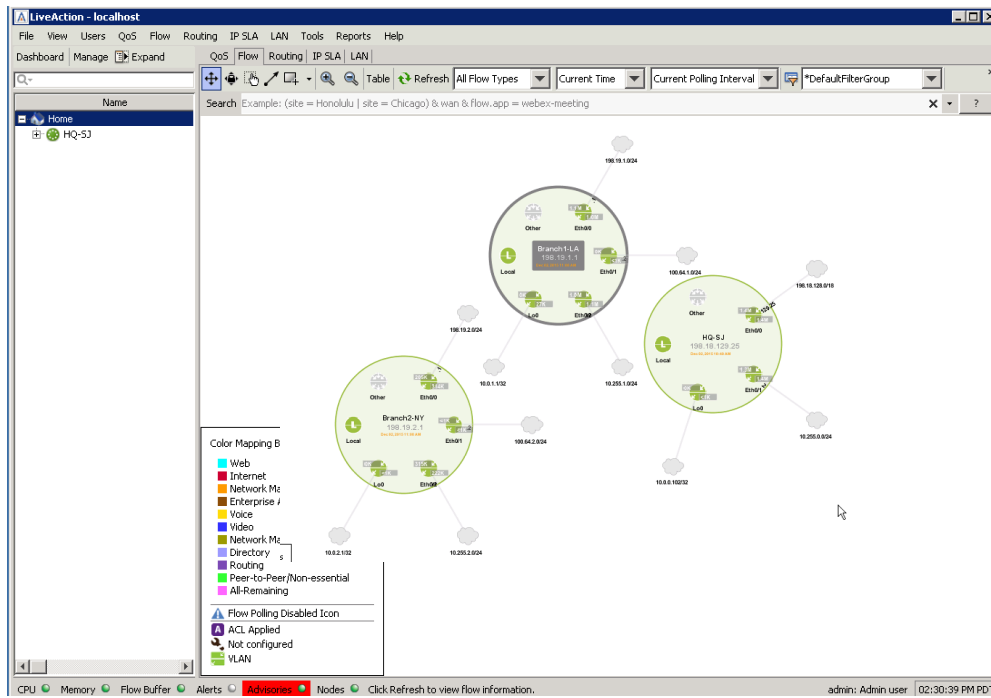 LiveAction - localhost
File View Users QoS Flow Routing IP SLA LAN Tools Reports Help
Dashboard Manage Expand
QoS Flow Routing IP SLA LAN
Table Refresh All Flow Types Current Time Current Polling Interval *DefaultFilterGroup
Search Example: (site = Honolulu | site = Chicago) & wan & flow.app = webex-meeting
?
Name
Home
HQ-SJ
198.19.1.0/24
Other
Eth0/0
Branch1-LA
198.19.1.1
Local
Eth0/1
Lo0
100.64.1.0/24
198.18.128.0/18
Other
Eth0/0
HQ-SJ
198.18.129.25
Local
Eth0/1
Lo0
198.19.2.0/24
10.0.1.1/32
10.255.1.0/24
Other
Eth0/0
Branch2-NY
198.19.2.1
Local
Eth0/1
Lo0
100.64.2.0/24
10.255.0.0/24
10.0.0.102/32
10.0.2.1/32
10.255.2.0/24
Color Mapping B
Web
Internet
Network Ma
Enterprise A
Voice
Video
Network Ma
Directory
s
Routing
Peer-to-Peer/Non-essential
All-Remaining
Flow Polling Disabled Icon
A ACL Applied
Not configured
VLAN
CPU Memory Flow Buffer Alerts Advisories Nodes Click Refresh to view flow information. admin: Admin user 02:30:39 PM PDT